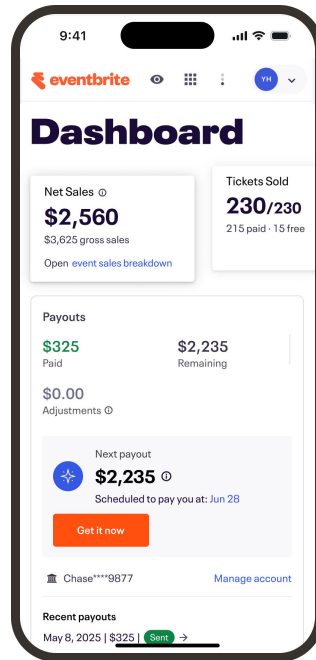 9:41
eventbrite
YH
Dashboard
Net Sales
$2,560
$3,625 gross sales
Open event sales breakdown
Tickets Sold
230/230
215 paid · 15 free
Payouts
$325
Paid
$2,235
Remaining
$0.00
Adjustments
Next payout
$2,235
Scheduled to pay you at: Jun 28
Get it now
Chase****9877
Manage account
Recent payouts
May 8, 2025 | $325 | Sent →